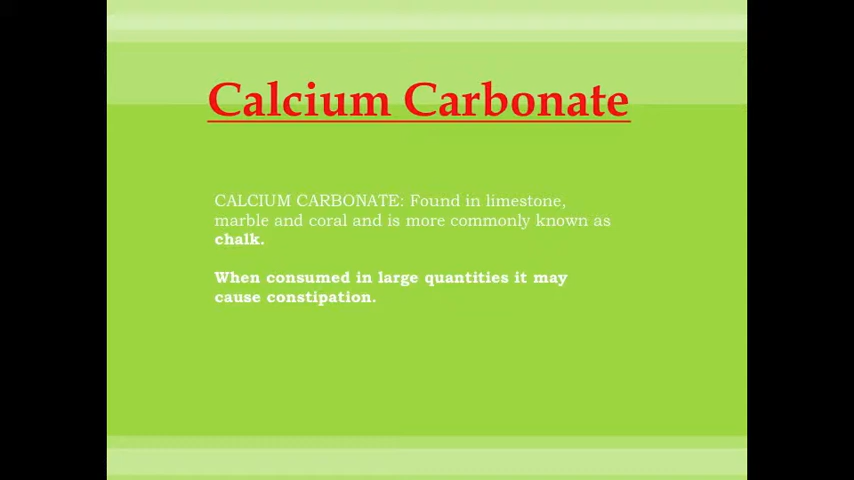 Calcium Carbonate
CALCIUM CARBONATE: Found in limestone,
marble and coral and is more commonly known as
chalk.
When consumed in large quantities it may
cause constipation.